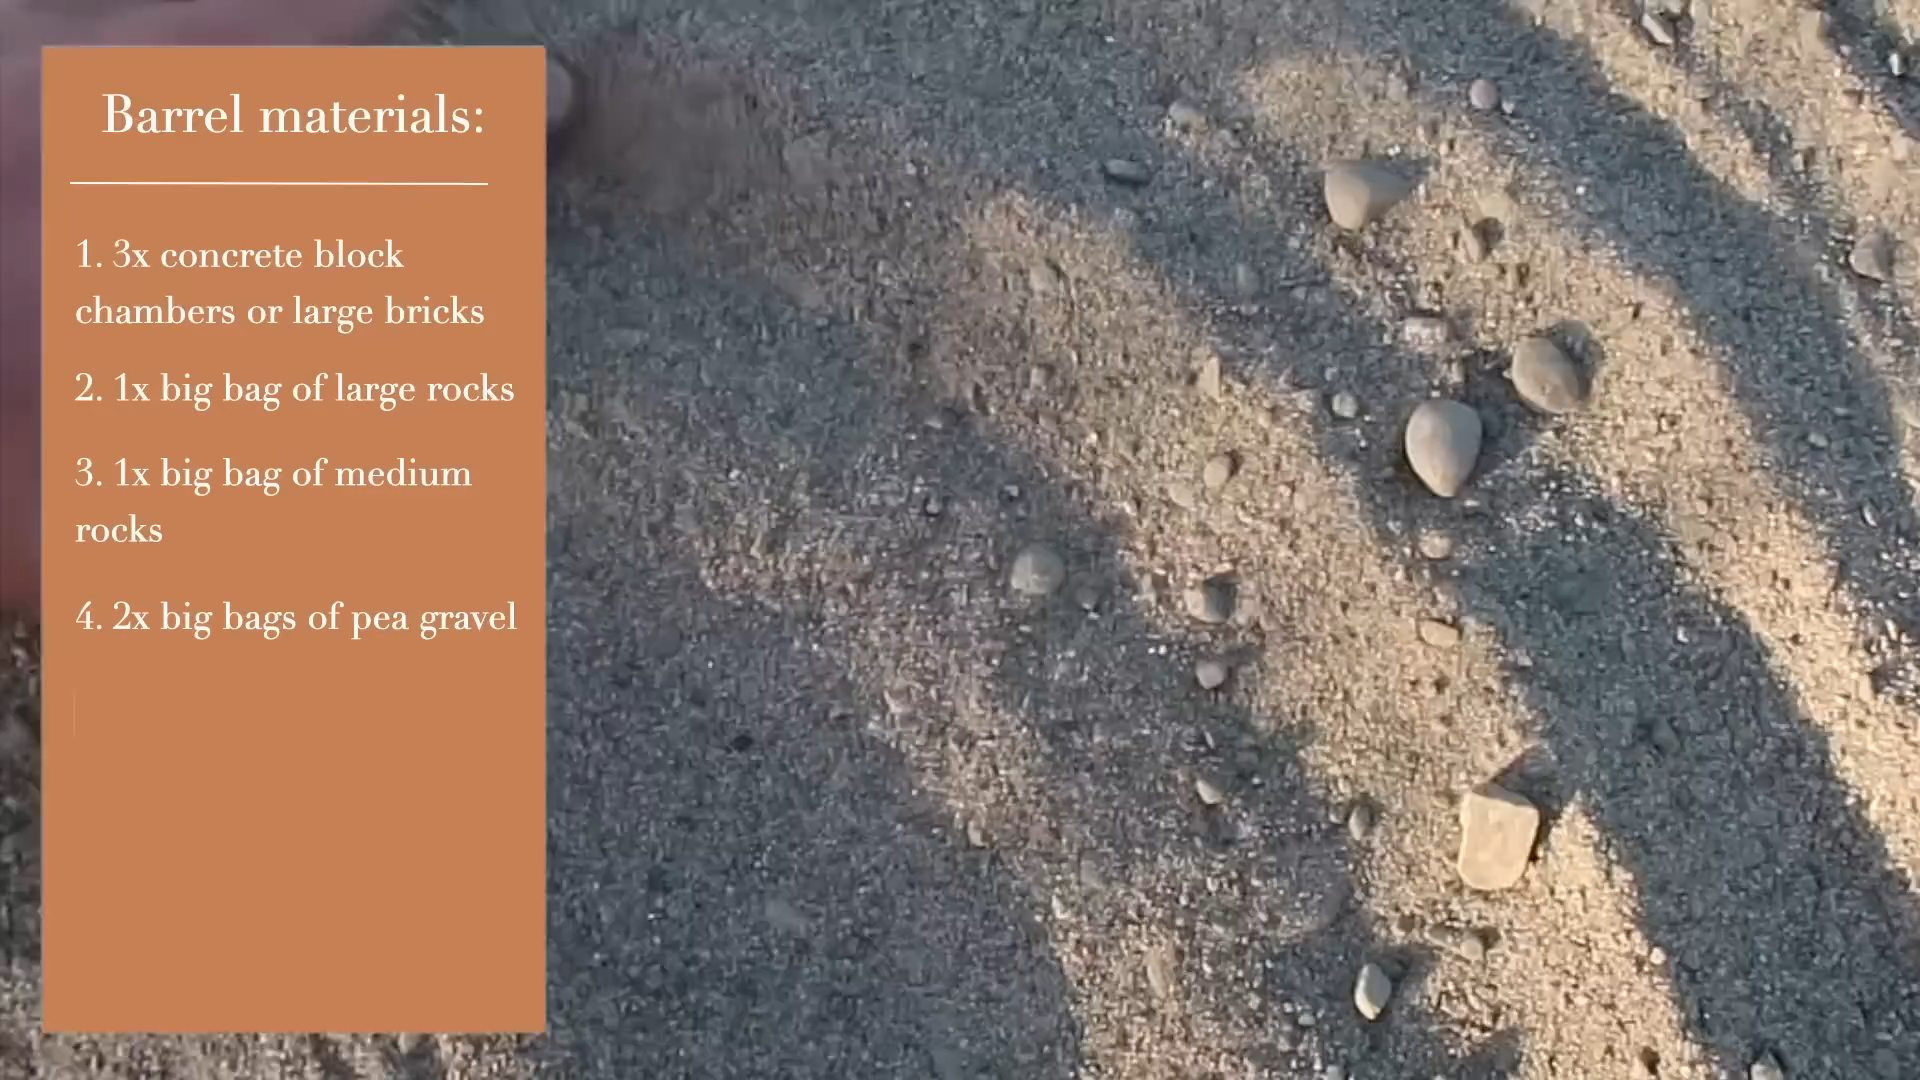 Barrel materials:
1. 3x concrete block
chambers or large bricks
2. 1x big bag of large rocks
3. 1x big bag of medium
rocks
4. 2x big bags of pea gravel